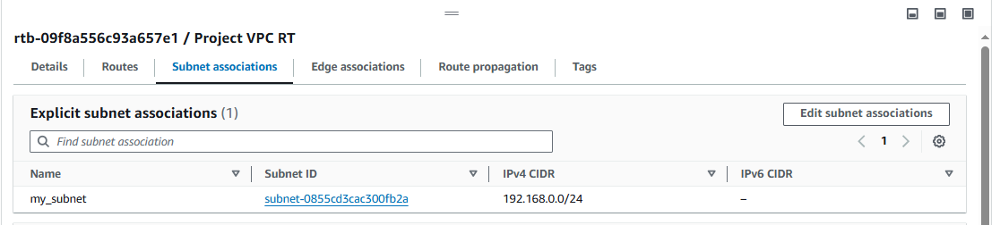 rtb-09f8a556c93a657e1 / Project VPC RT
Details Routes Subnet associations Edge associations Route propagation Tags
Explicit subnet associations (1) Edit subnet associations
Find subnet association 1
Name Subnet ID IPv4 CIDR IPv6 CIDR
my_subnet subnet-0855cd3cac300fb2a 192.168.0.0/24 –